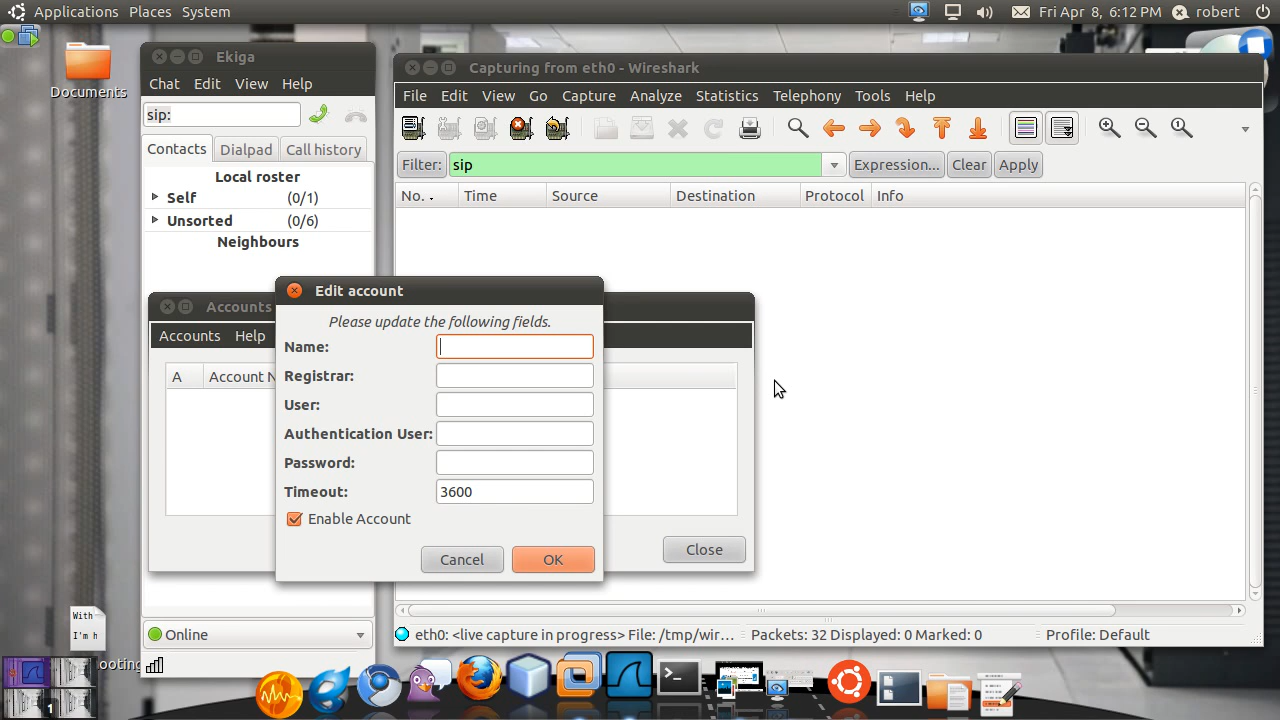 Applications Places System
Fri Apr 8, 6:12 PM robert
Documents
Ekiga
Chat Edit View Help
sip:
Contacts Dialpad Call history
Local roster
Self (0/1)
Unsorted (0/6)
Neighbours
Capturing from eth0 - Wireshark
File Edit View Go Capture Analyze Statistics Telephony Tools Help
Filter: sip Expression... Clear Apply
No. Time Source Destination Protocol Info
Accounts
Accounts Help
A Account N
Close
Edit account
Please update the following fields.
Name:
Registrar:
User:
Authentication User:
Password:
Timeout: 3600
Enable Account
Cancel OK
Online
eth0: <live capture in progress> File: /tmp/wir... Packets: 32 Displayed: 0 Marked: 0 Profile: Default
With
I'm h
ooting
1